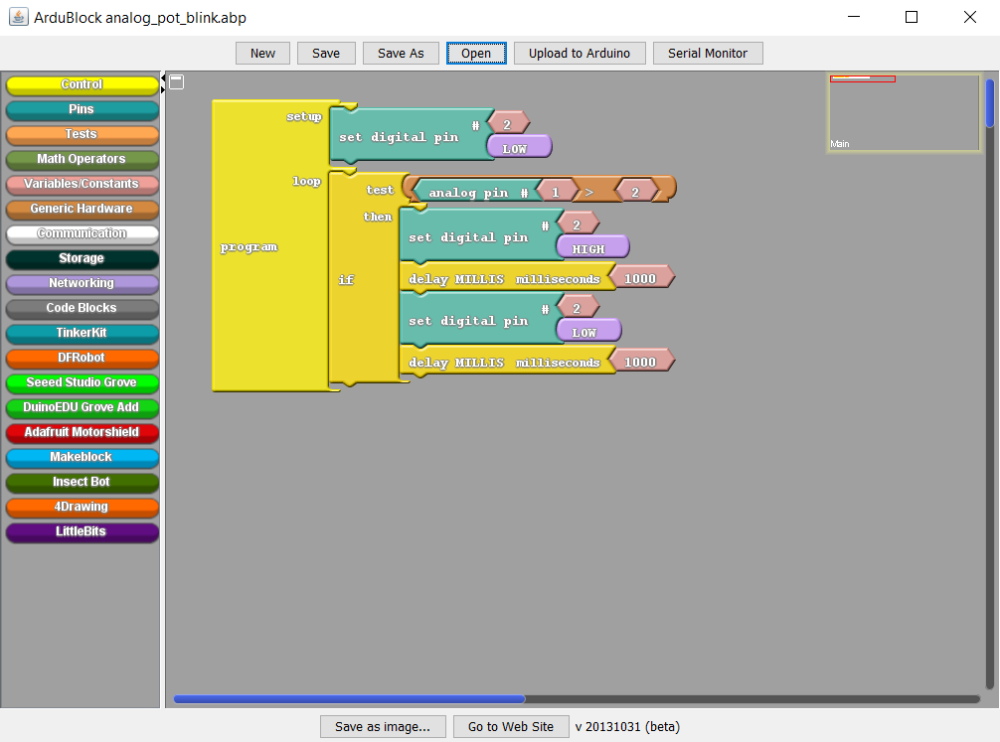 ArduBlock analog_pot_blink.abp
New Save Save As Open Upload to Arduino Serial Monitor
Control
Pins
Tests
Math Operators
Variables/Constants
Generic Hardware
Communication
Storage
Networking
Code Blocks
TinkerKit
DFRobot
Seeed Studio Grove
DuinoEDU Grove Add
Adafruit Motorshield
Makeblock
Insect Bot
4Drawing
LittleBits
program
setup
set digital pin # 2
LOW
loop
if
test analog pin # 1 > 2
then
set digital pin # 2
HIGH
delay MILLIS milliseconds 1000
set digital pin # 2
LOW
delay MILLIS milliseconds 1000
Main
Save as image... Go to Web Site v 20131031 (beta)